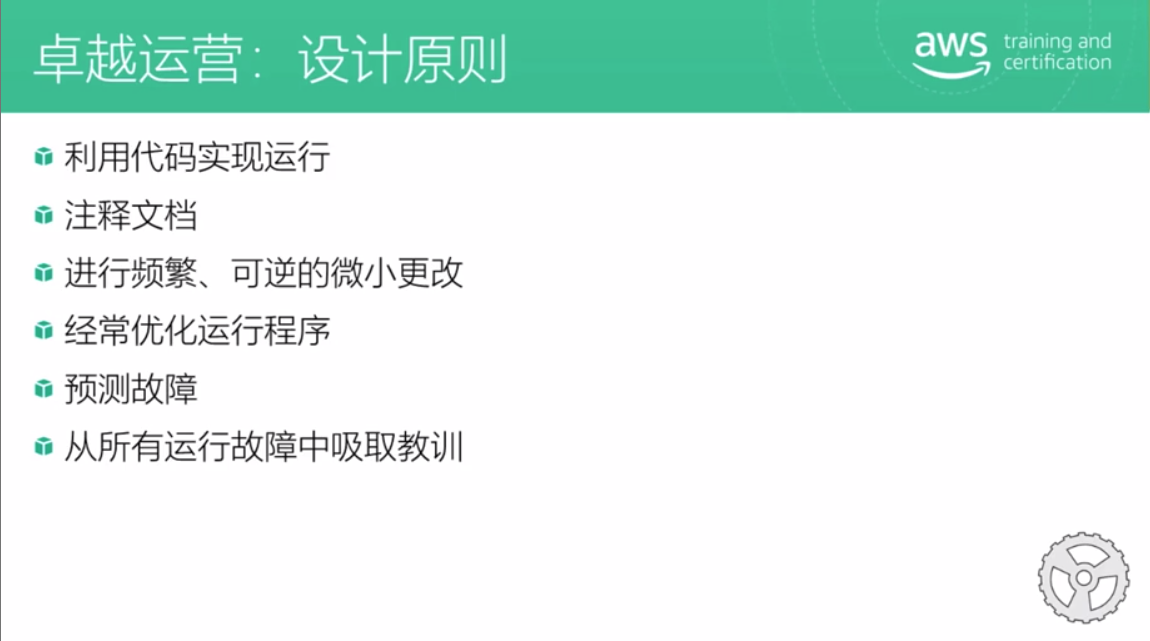 卓越运营：设计原则
aws training and
certification
利用代码实现运行
注释文档
进行频繁、可逆的微小更改
经常优化运行程序
预测故障
从所有运行故障中吸取教训